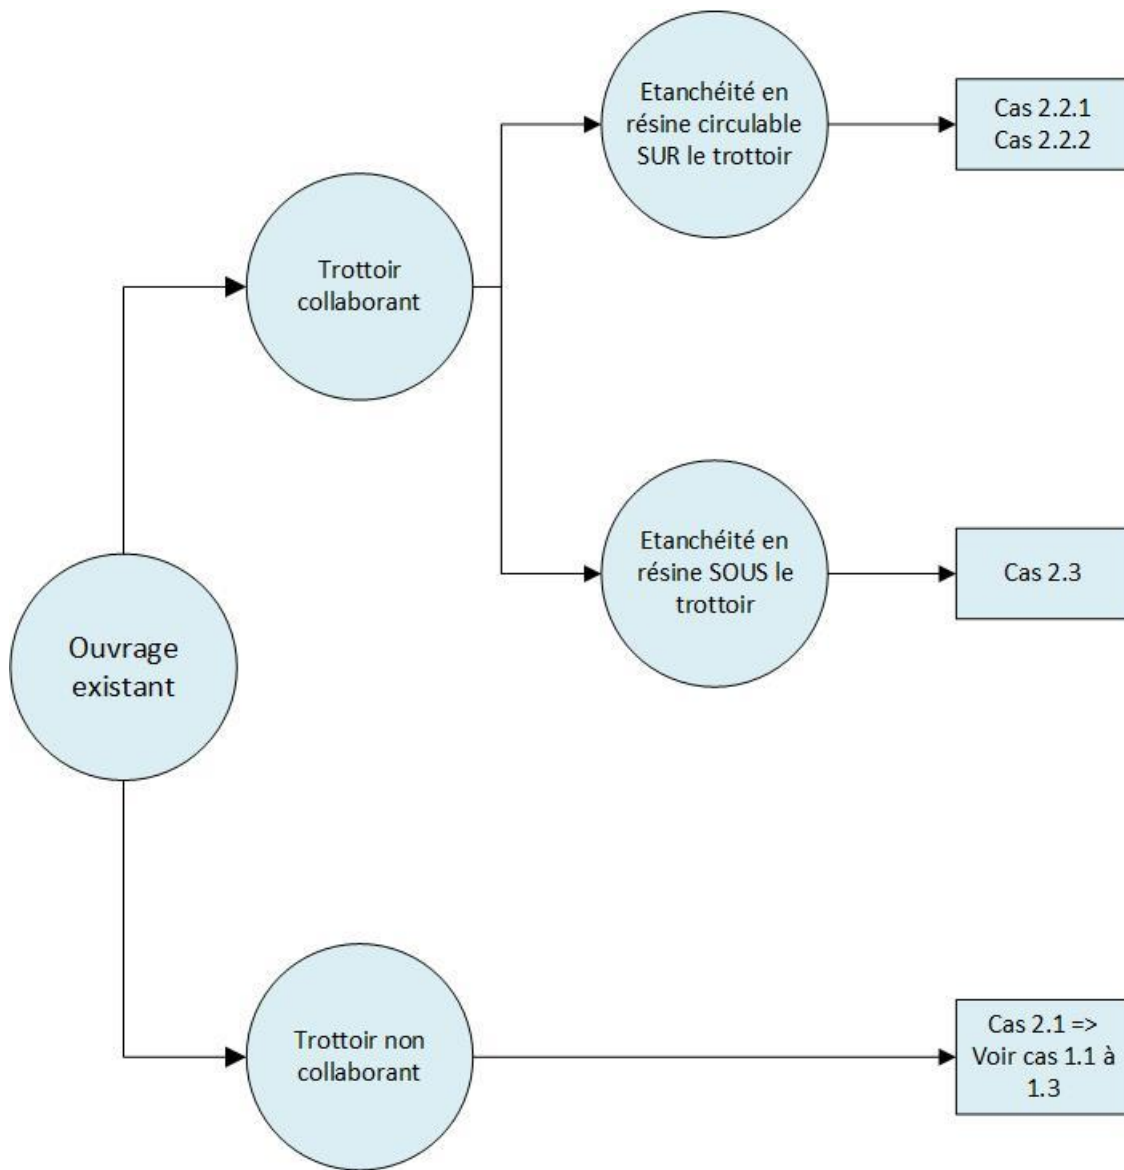 Etanchéité en
résine circulable
SUR le trottoir
Cas 2.2.1
Cas 2.2.2
Trottoir
collaborant
Etanchéité en
résine SOUS le
trottoir
Cas 2.3
Ouvrage
existant
Trottoir non
collaborant
Cas 2.1 =>
Voir cas 1.1 à
1.3